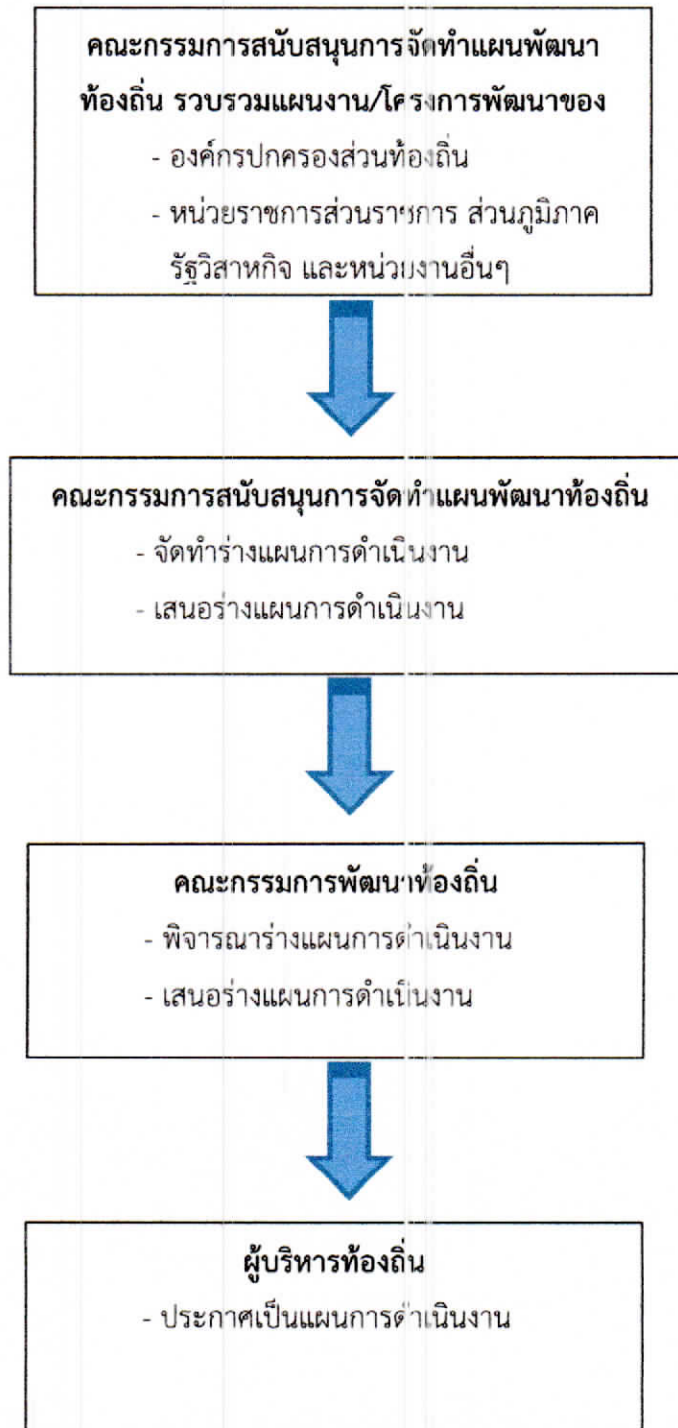 คณะกรรมการสนับสนุนการจัดทำแผนพัฒนา
ท้องถิ่น รวบรวมแผนงาน/โครงการพัฒนาของ
- องค์กรปกครองส่วนท้องถิ่น
- หน่วยราชการส่วนราชการ ส่วนภูมิภาค
รัฐวิสาหกิจ และหน่วยงานอื่นๆ
คณะกรรมการสนับสนุนการจัดทำแผนพัฒนาท้องถิ่น
- จัดทำร่างแผนการดำเนินงาน
- เสนอร่างแผนการดำเนินงาน
คณะกรรมการพัฒนาท้องถิ่น
- พิจารณาร่างแผนการดำเนินงาน
- เสนอร่างแผนการดำเนินงาน
ผู้บริหารท้องถิ่น
- ประกาศเป็นแผนการดำเนินงาน